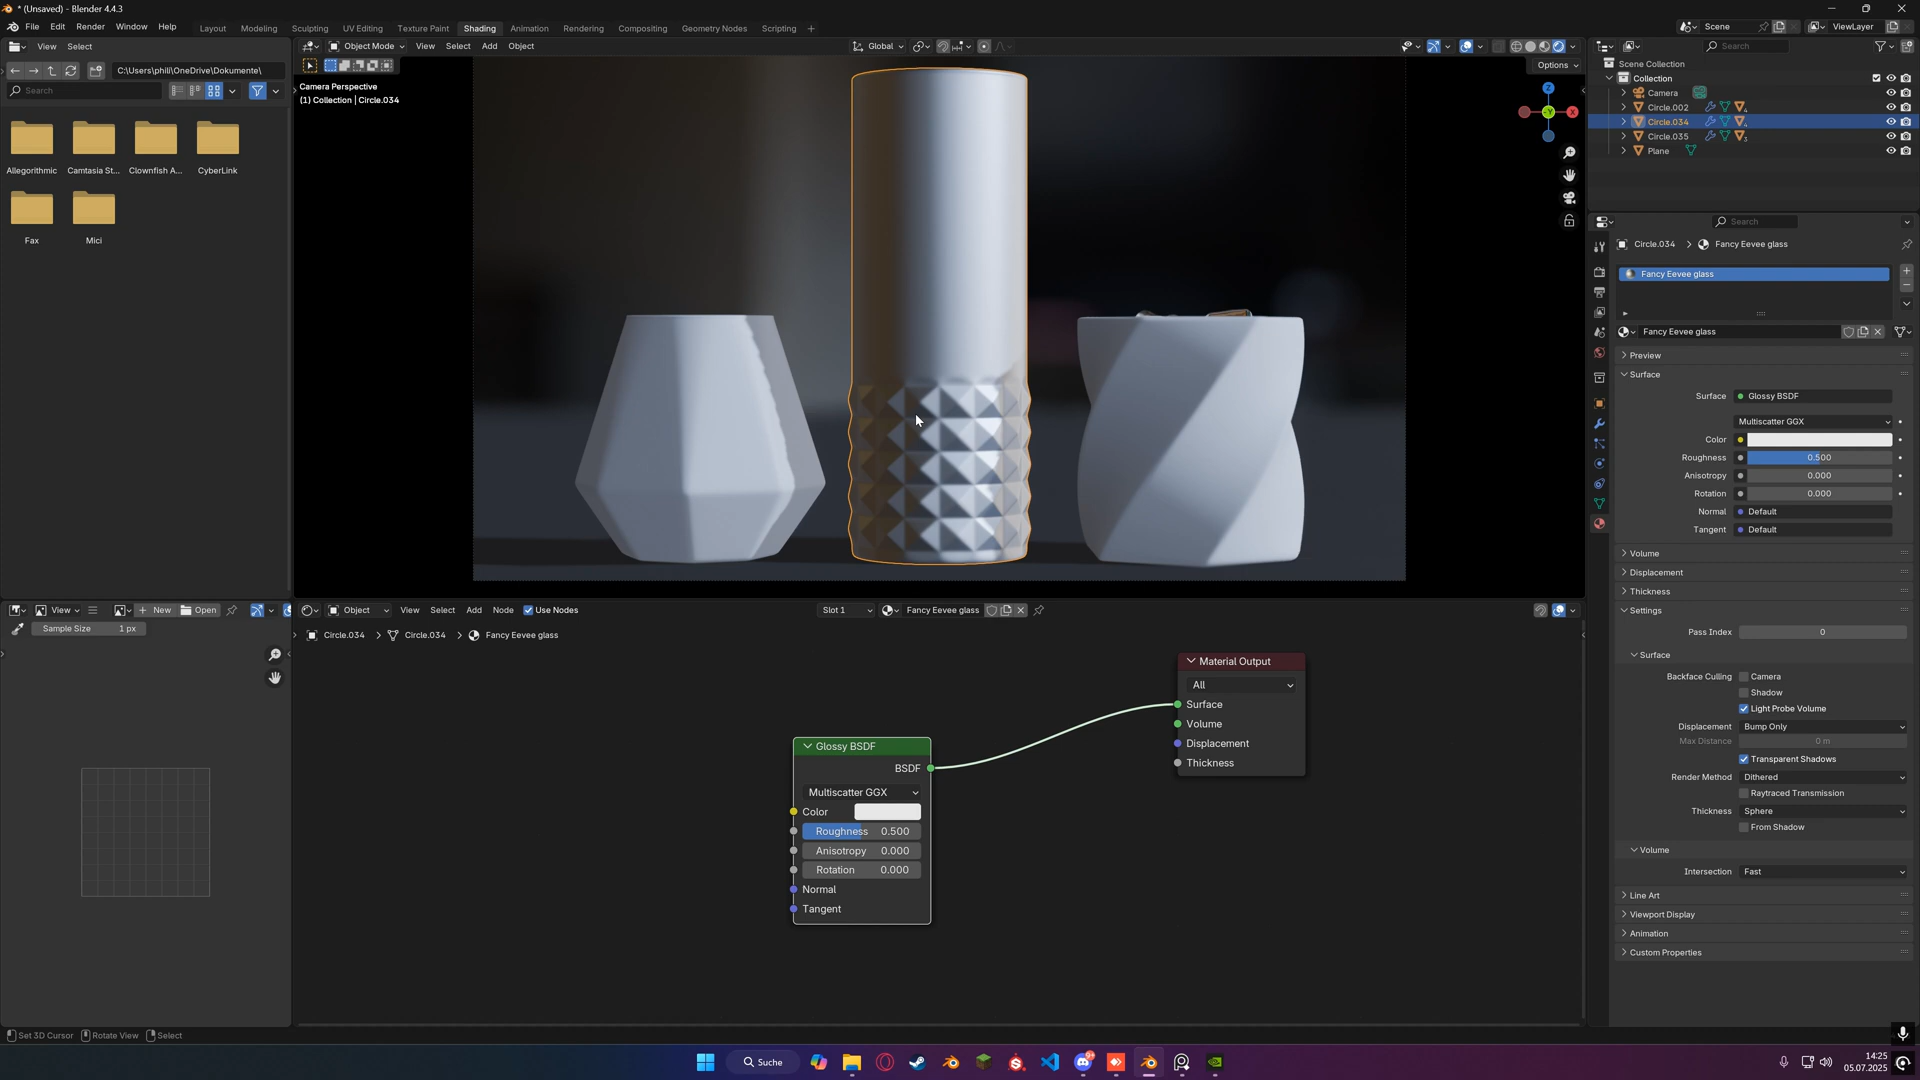 * (Unsaved) - Blender 4.4.3
File Edit Render Window Help
Layout Modeling Sculpting UV Editing Texture Paint Shading Animation Rendering Compositing Geometry Nodes Scripting +
Scene
ViewLayer
View Select
Object Mode View Select Add Object
Global
Search
C:\Users\phili\OneDrive\Dokumente\
Options
Search
Camera Perspective
(1) Collection | Circle.034
Z
X
Y
Allegorithmic
Camtasia St...
Clownfish A...
CyberLink
Fax
Mici
Scene Collection
Collection
Camera
Circle.002
Circle.034
Circle.035
Plane
Search
Circle.034 > Fancy Eevee glass
Fancy Eevee glass
Fancy Eevee glass
Preview
Surface
Surface Glossy BSDF
Multiscatter GGX
Color
Roughness 0.500
Anisotropy 0.000
Rotation 0.000
Normal Default
Tangent Default
Volume
Displacement
Thickness
Settings
Pass Index 0
Surface
Backface Culling Camera
Shadow
Light Probe Volume
Displacement Bump Only
Max Distance 0 m
Transparent Shadows
Render Method Dithered
Raytraced Transmission
Thickness Sphere
From Shadow
Volume
Intersection Fast
Line Art
Viewport Display
Animation
Custom Properties
View
New Open
Sample Size 1 px
Object View Select Add Node Use Nodes
Slot 1
Fancy Eevee glass
Circle.034 > Circle.034 > Fancy Eevee glass
Material Output
All
Surface
Volume
Displacement
Thickness
Glossy BSDF
BSDF
Multiscatter GGX
Color
Roughness 0.500
Anisotropy 0.000
Rotation 0.000
Normal
Tangent
Set 3D Cursor Rotate View Select
Suche
14:25
05.07.2025